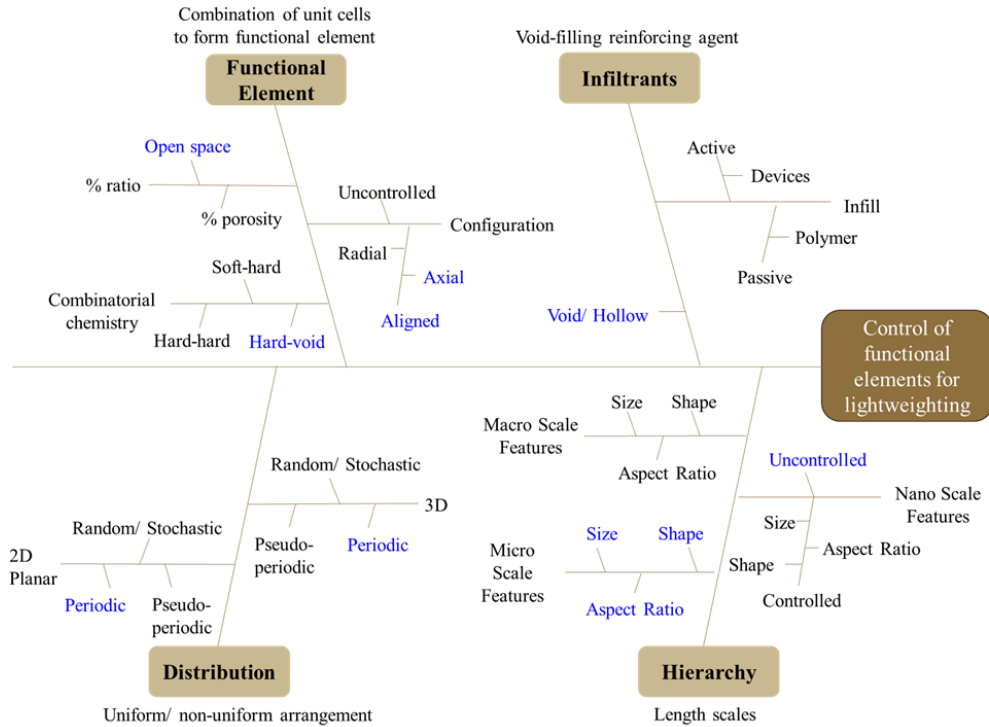 Combination of unit cells
to form functional element
Functional
Element
Void-filling reinforcing agent
Infiltrants
Open space
% ratio
% porosity
Uncontrolled
Configuration
Radial
Axial
Aligned
Soft-hard
Combinatorial
chemistry
Hard-hard
Hard-void
Active
Devices
Infill
Polymer
Passive
Void/ Hollow
Control of
functional
elements for
lightweighting
Random/ Stochastic
3D
Pseudo-
periodic
Periodic
Random/ Stochastic
2D
Planar
Periodic
Pseudo-
periodic
Distribution
Uniform/ non-uniform arrangement
Size
Shape
Macro Scale
Features
Aspect Ratio
Uncontrolled
Nano Scale
Features
Size
Aspect Ratio
Shape
Controlled
Size
Shape
Micro
Scale
Features
Aspect Ratio
Hierarchy
Length scales